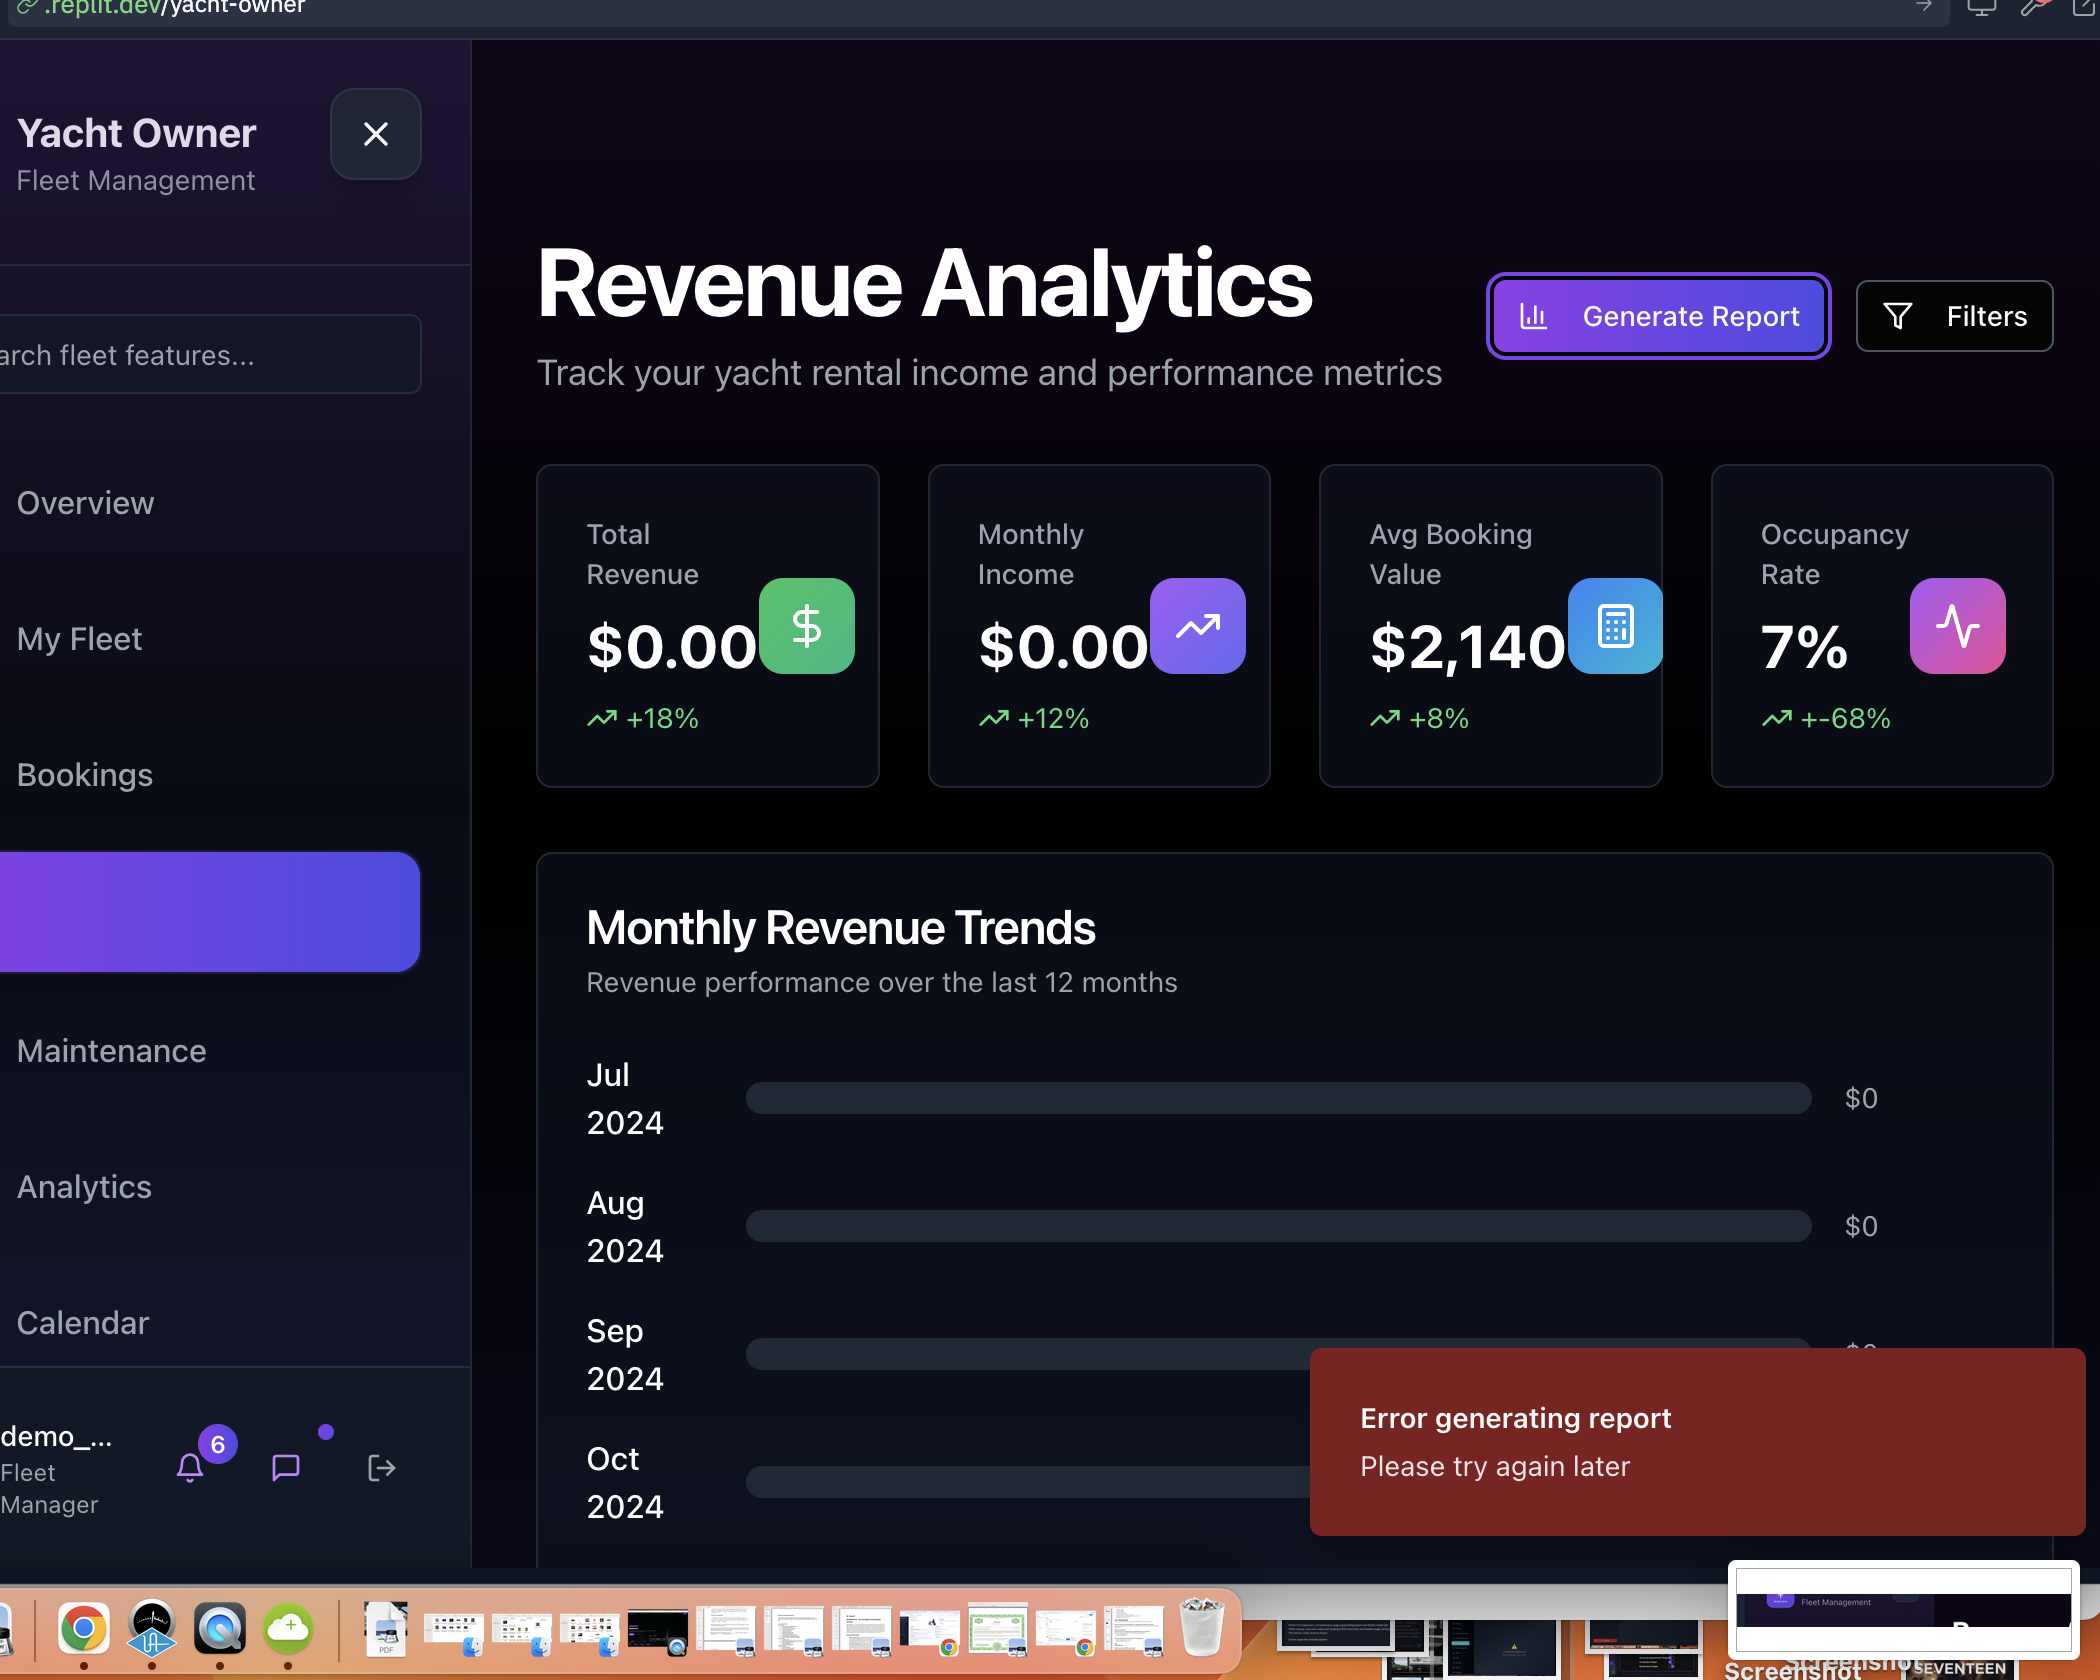 .replit.dev/yacht-owner
Yacht Owner
Fleet Management
arch fleet features...
Overview
My Fleet
Bookings
Maintenance
Analytics
Calendar
demo_...
Fleet
Manager
6
Revenue Analytics
Track your yacht rental income and performance metrics
Generate Report
Filters
Total
Revenue
$0.00
+18%
Monthly
Income
$0.00
+12%
Avg Booking
Value
$2,140
+8%
Occupancy
Rate
7%
+-68%
Monthly Revenue Trends
Revenue performance over the last 12 months
Jul
2024
$0
Aug
2024
$0
Sep
2024
$0
Oct
2024
Error generating report
Please try again later
PDF
Fleet Management
Screenshot
Screenshot
SEVENTEEN